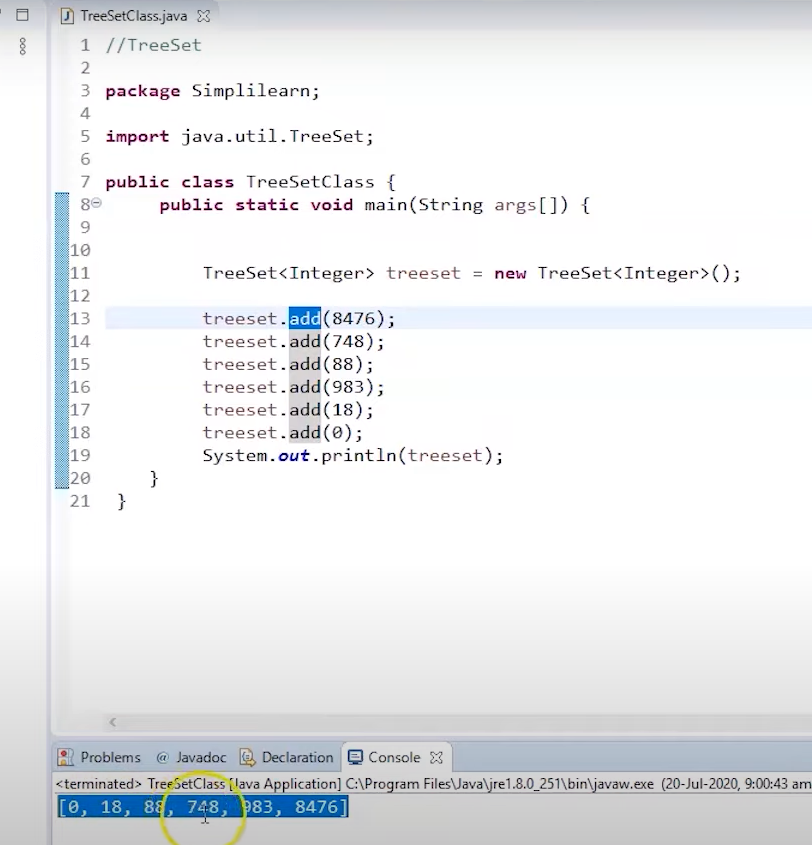 TreeSetClass.java
1 //TreeSet
2
3 package Simplilearn;
4
5 import java.util.TreeSet;
6
7 public class TreeSetClass {
8 public static void main(String args[]) {
9
10
11 TreeSet<Integer> treeset = new TreeSet<Integer>();
12
13 treeset.add(8476);
14 treeset.add(748);
15 treeset.add(88);
16 treeset.add(983);
17 treeset.add(18);
18 treeset.add(0);
19 System.out.println(treeset);
20 }
21 }
Problems @ Javadoc Declaration Console
<terminated> TreeSetClass [Java Application] C:\Program Files\Java\jre1.8.0_251\bin\javaw.exe (20-Jul-2020, 9:00:43 am
[0, 18, 88, 748, 983, 8476]